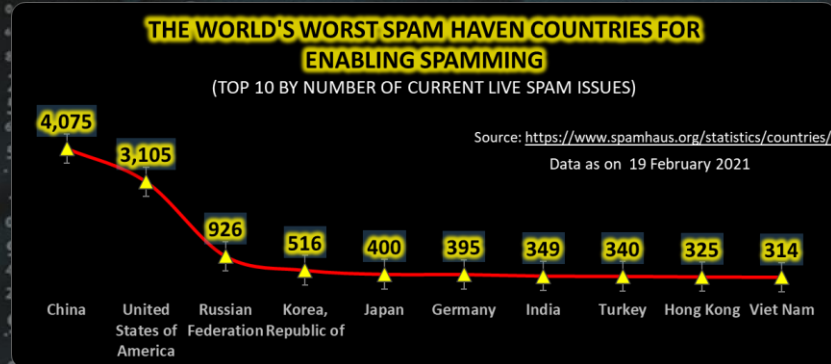 THE WORLD'S WORST SPAM HAVEN COUNTRIES FOR
ENABLING SPAMMING
(TOP 10 BY NUMBER OF CURRENT LIVE SPAM ISSUES)
Source: https://www.spamhaus.org/statistics/countries/
Data as on 19 February 2021
4,075
3,105
926
516
400
395
349
340
325
314
China
United
States of
America
Russian
Federation
Korea,
Republic of
Japan
Germany
India
Turkey
Hong Kong
Viet Nam